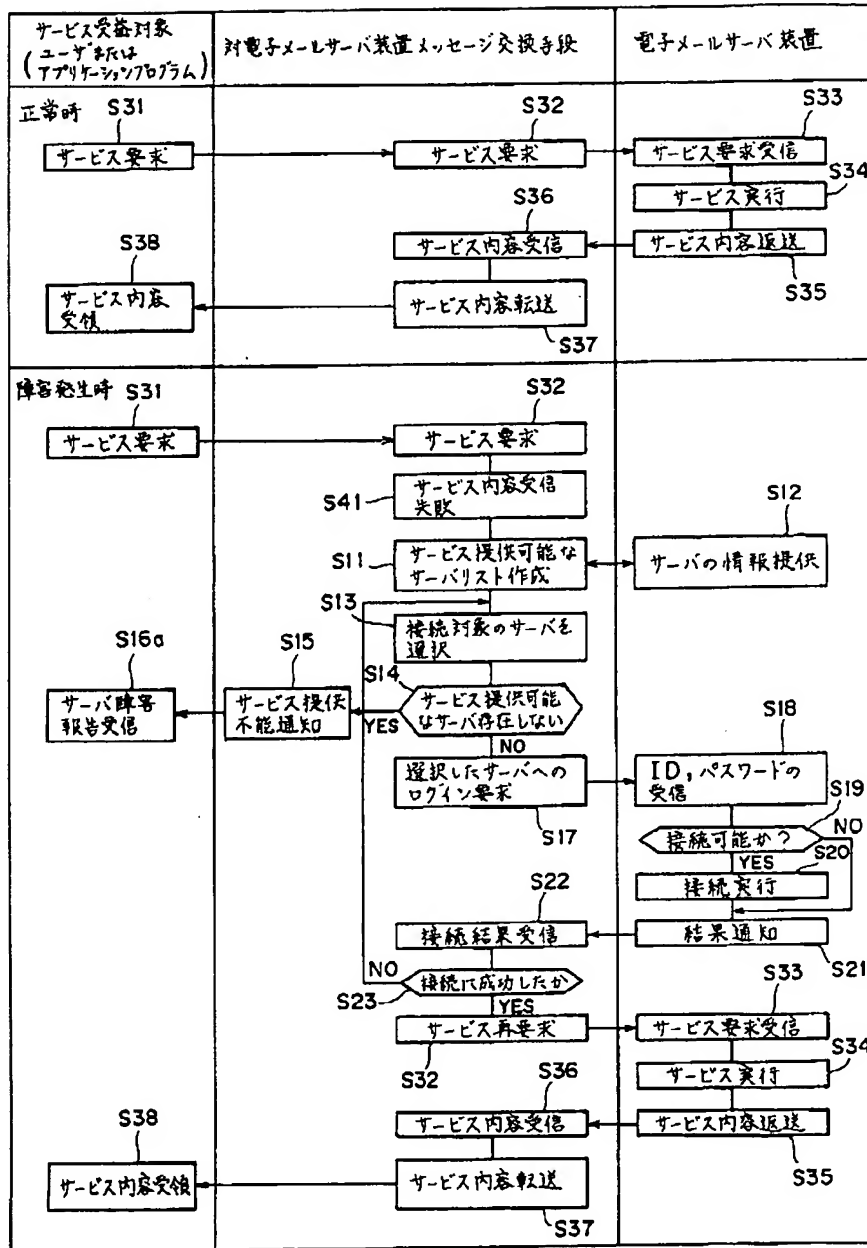 サービス受益対象
(ユーザまたは
アプリケーションプログラム)
対電子メールサーバ装置メッセージ交換手段
電子メールサーバ装置
正常時
S31
サービス要求
S32
サービス要求
S33
サービス要求受信
S34
サービス実行
S36
サービス内容受信
サービス内容返送
S35
S38
サービス内容
受領
サービス内容転送
S37
障害発生時
S31
サービス要求
S32
サービス要求
S41
サービス内容受信
失敗
S11
サービス提供可能な
サーバリスト作成
S12
サーバの情報提供
S13
接続対象のサーバを
選択
S14
サービス提供可能
なサーバ存在しない
YES
NO
S15
サービス提供
不能通知
S16a
サーバ障害
報告受信
選択したサーバへの
ログイン要求
S17
S18
ID,パスワードの
受信
S19
接続可能か?
NO
YES
S20
接続実行
結果通知
S21
S22
接続結果受信
NO
S23
接続に成功したか
YES
サービス再要求
S32
S33
サービス要求受信
S34
サービス実行
S36
サービス内容受信
サービス内容返送
S35
S38
サービス内容受領
サービス内容転送
S37